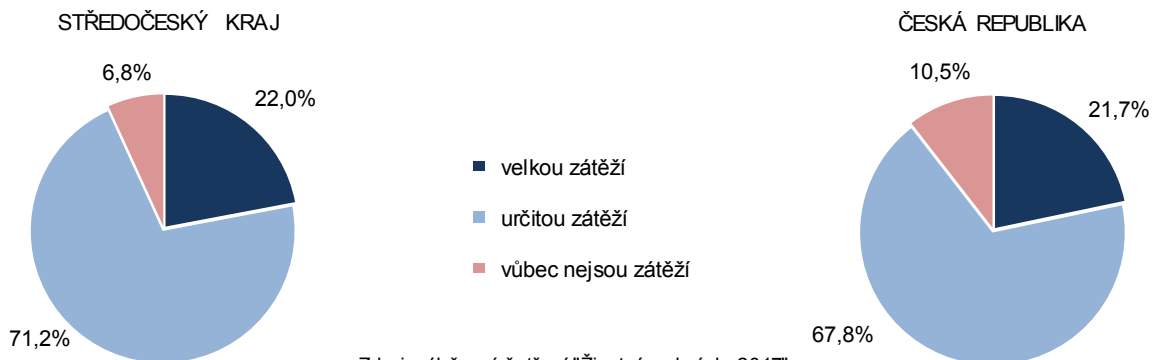 STŘEDOČESKÝ KRAJ
ČESKÁ REPUBLIKA
6,8%
22,0%
71,2%
velkou zátěží
určitou zátěží
vůbec nejsou zátěží
10,5%
21,7%
67,8%